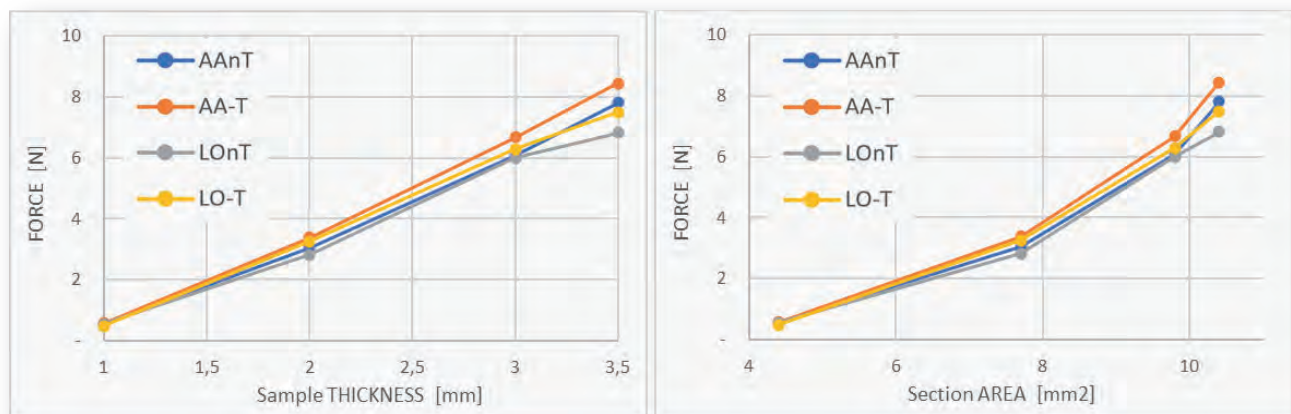 10
8
6
4
2
-
FORCE [N]
AAnT
AA-T
LOnT
LO-T
1 1,5 2 2,5 3 3,5
Sample THICKNESS [mm]
10
8
6
4
2
-
FORCE [N]
AAnT
AA-T
LOnT
LO-T
4 6 8 10
Section AREA [mm2]